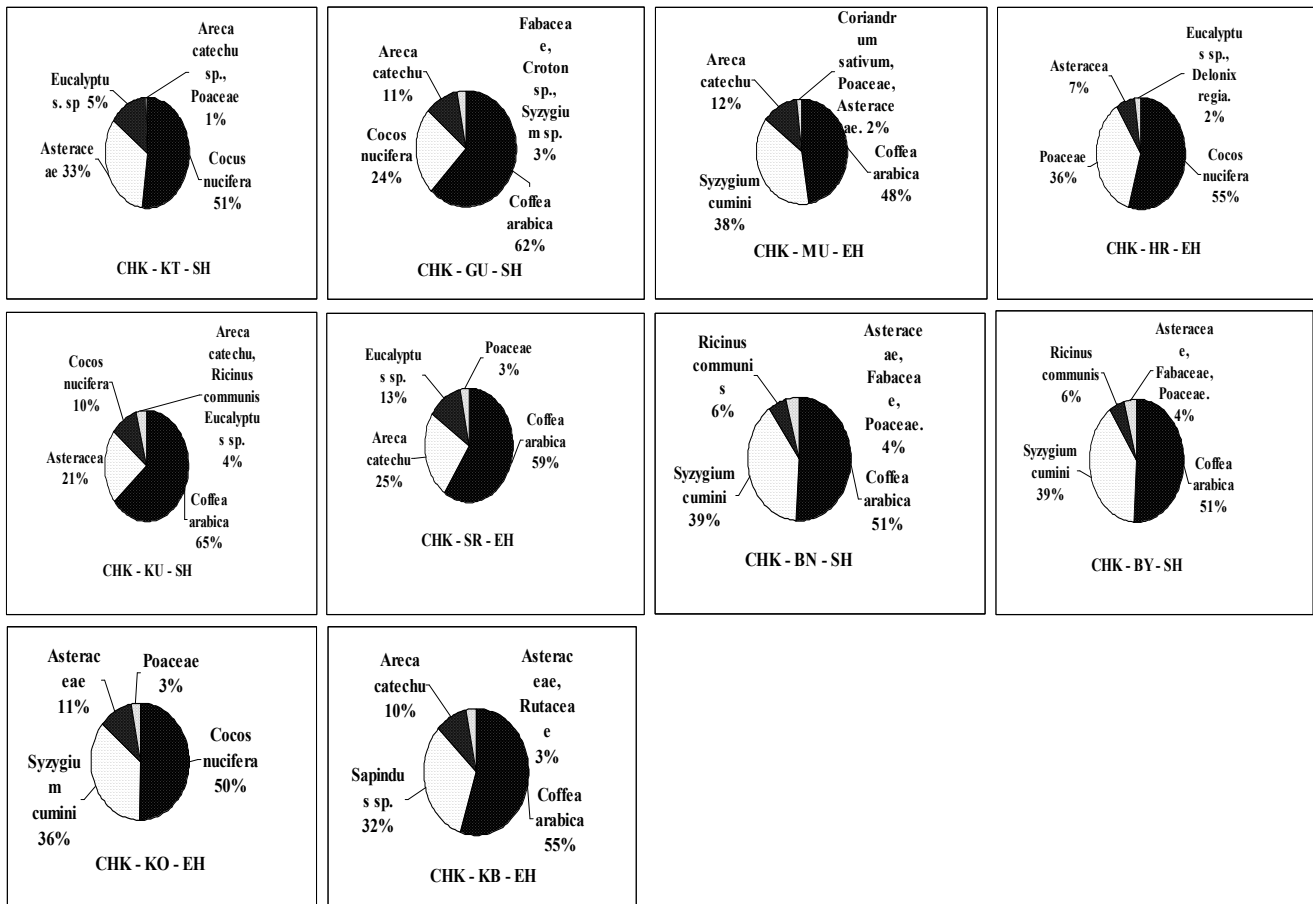 Areca
catechu
sp.,
Poaceae
1%
Eucalyptu
s. sp 5%
Asterace
ae 33%
Cocus
nucifera
51%
CHK - KT - SH
Fabacea
e,
Croton
sp.,
Syzygiu
m sp.
3%
Areca
catechu
11%
Cocos
nucifera
24%
Coffea
arabica
62%
CHK - GU - SH
Coriandr
um
sativum,
Poaceae,
Asterace
ae. 2%
Areca
catechu
12%
Syzygium
cumini
38%
Coffea
arabica
48%
CHK - MU - EH
Eucalyptu
s sp.,
Delonix
regia.
2%
Asteracea
7%
Poaceae
36%
Cocos
nucifera
55%
CHK - HR - EH
Areca
catechu,
Ricinus
communis
Eucalyptu
s sp.
4%
Cocos
nucifera
10%
Asteracea
21%
Coffea
arabica
65%
CHK - KU - SH
Eucalyptu
s sp.
13%
Poaceae
3%
Areca
catechu
25%
Coffea
arabica
59%
CHK - SR - EH
Ricinus
communi
s
6%
Asterace
ae,
Fabacea
e,
Poaceae.
4%
Syzygium
cumini
39%
Coffea
arabica
51%
CHK - BN - SH
Ricinus
communis
6%
Asteracea
e,
Fabaceae,
Poaceae.
4%
Syzygium
cumini
39%
Coffea
arabica
51%
CHK - BY - SH
Asterac
eae
11%
Poaceae
3%
Syzygiu
m
cumini
36%
Cocos
nucifera
50%
CHK - KO - EH
Areca
catechu
10%
Asterac
eae,
Rutacea
e
3%
Sapindu
s sp.
32%
Coffea
arabica
55%
CHK - KB - EH